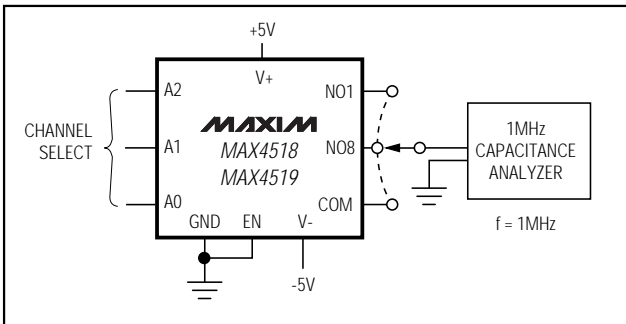 +5V
V+
A2
NO1
CHANNEL
SELECT
A1
MAXIM
MAX4518
MAX4519
NO8
1MHz
CAPACITANCE
ANALYZER
A0
COM
GND
EN
V-
f = 1MHz
-5V